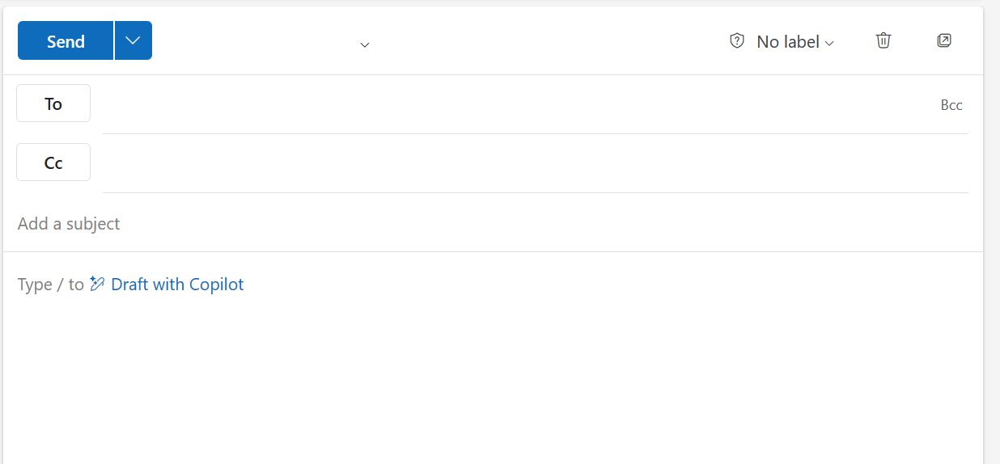 Send
No label
To
Bcc
Cc
Add a subject
Type / to Draft with Copilot